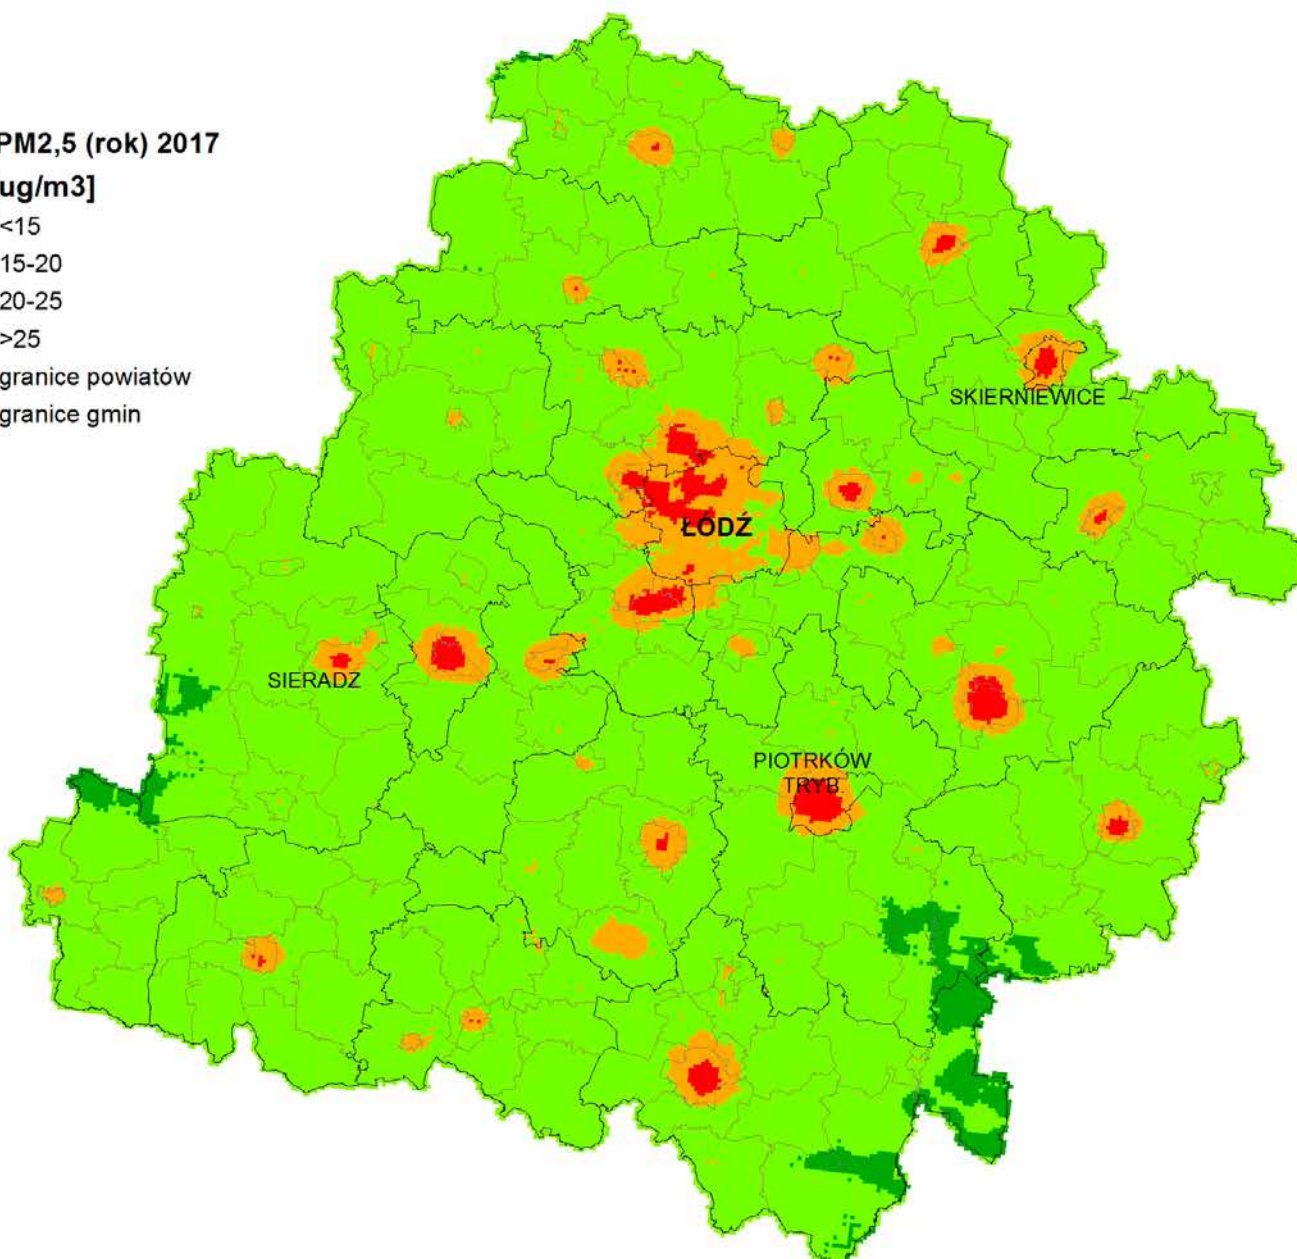 PM2,5 (rok) 2017
ug/m3]
<15
15-20
20-25
>25
granice powiatów
granice gmin
SKIERNIEWICE
ŁÓDŹ
SIERADZ
PIOTRKÓW
TRYB.